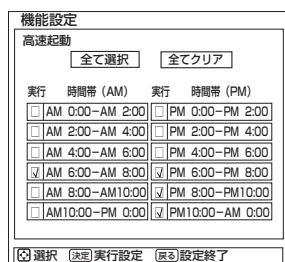 機能設定
高速起動
全て選択 全てクリア
実行 時間帯（AM） 実行 時間帯（PM）
AM 0:00−AM 2:00 PM 0:00−PM 2:00
AM 2:00−AM 4:00 PM 2:00−PM 4:00
AM 4:00−AM 6:00 PM 4:00−PM 6:00
AM 6:00−AM 8:00 PM 6:00−PM 8:00
AM 8:00−AM10:00 PM 8:00−PM10:00
AM10:00−PM 0:00 PM10:00−AM 0:00
選択 決定 実行設定 戻る 設定終了